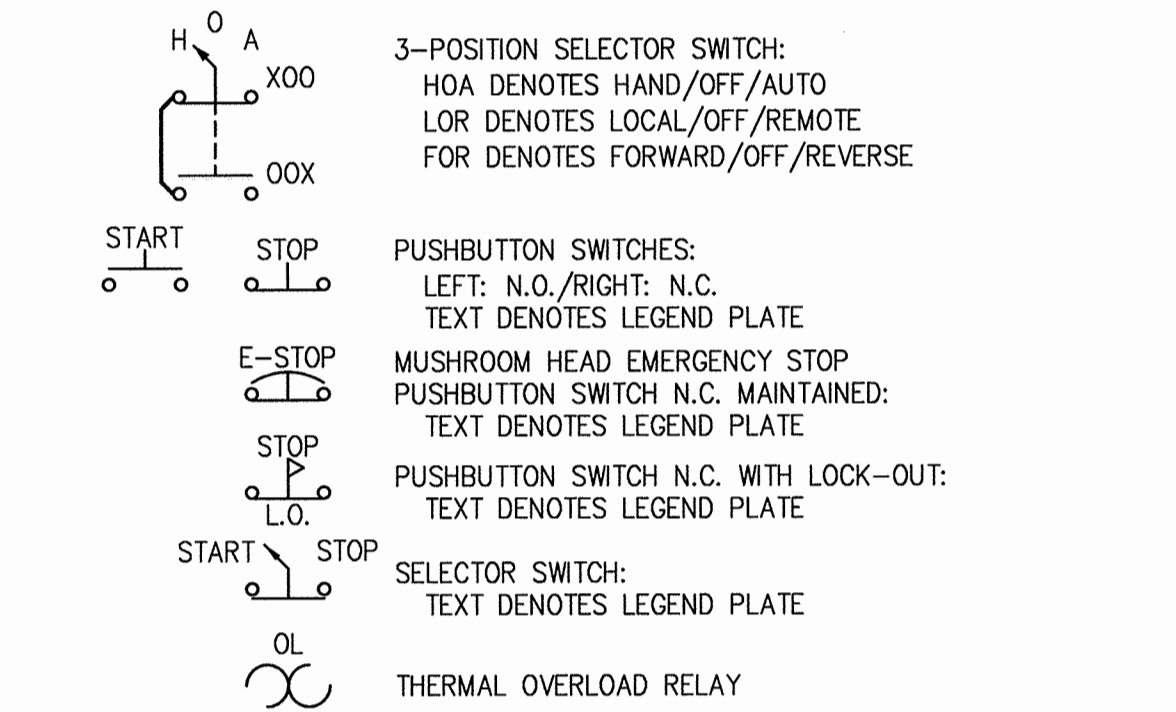 H O A
XOO
OOX
3-POSITION SELECTOR SWITCH:
HOA DENOTES HAND/OFF/AUTO
LOR DENOTES LOCAL/OFF/REMOTE
FOR DENOTES FORWARD/OFF/REVERSE
START STOP
PUSHBUTTON SWITCHES:
LEFT: N.O./RIGHT: N.C.
TEXT DENOTES LEGEND PLATE
E-STOP
MUSHROOM HEAD EMERGENCY STOP
PUSHBUTTON SWITCH N.C. MAINTAINED:
TEXT DENOTES LEGEND PLATE
STOP
L.O.
PUSHBUTTON SWITCH N.C. WITH LOCK-OUT:
TEXT DENOTES LEGEND PLATE
START STOP
SELECTOR SWITCH:
TEXT DENOTES LEGEND PLATE
OL
THERMAL OVERLOAD RELAY